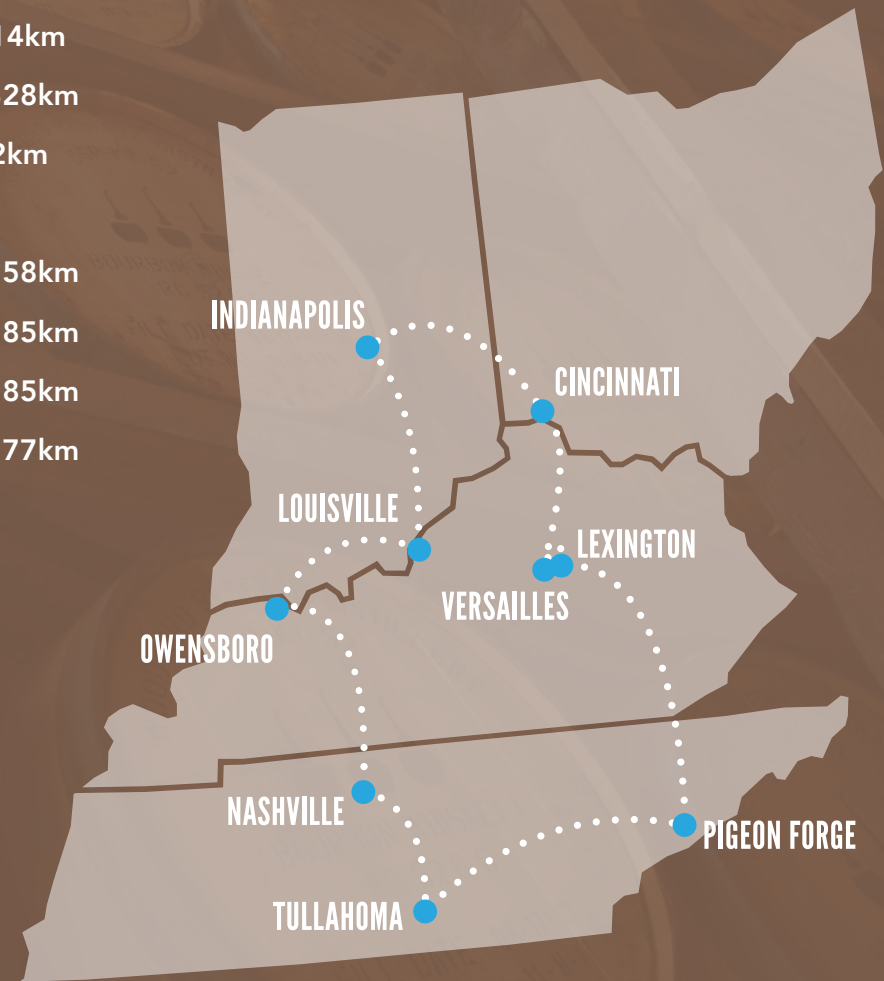 14km
28km
2km
58km
85km
85km
77km
INDIANAPOLIS
CINCINNATI
LOUISVILLE
LEXINGTON
VERSAILLES
OWENSBORO
NASHVILLE
PIGEON FORGE
TULLAHOMA